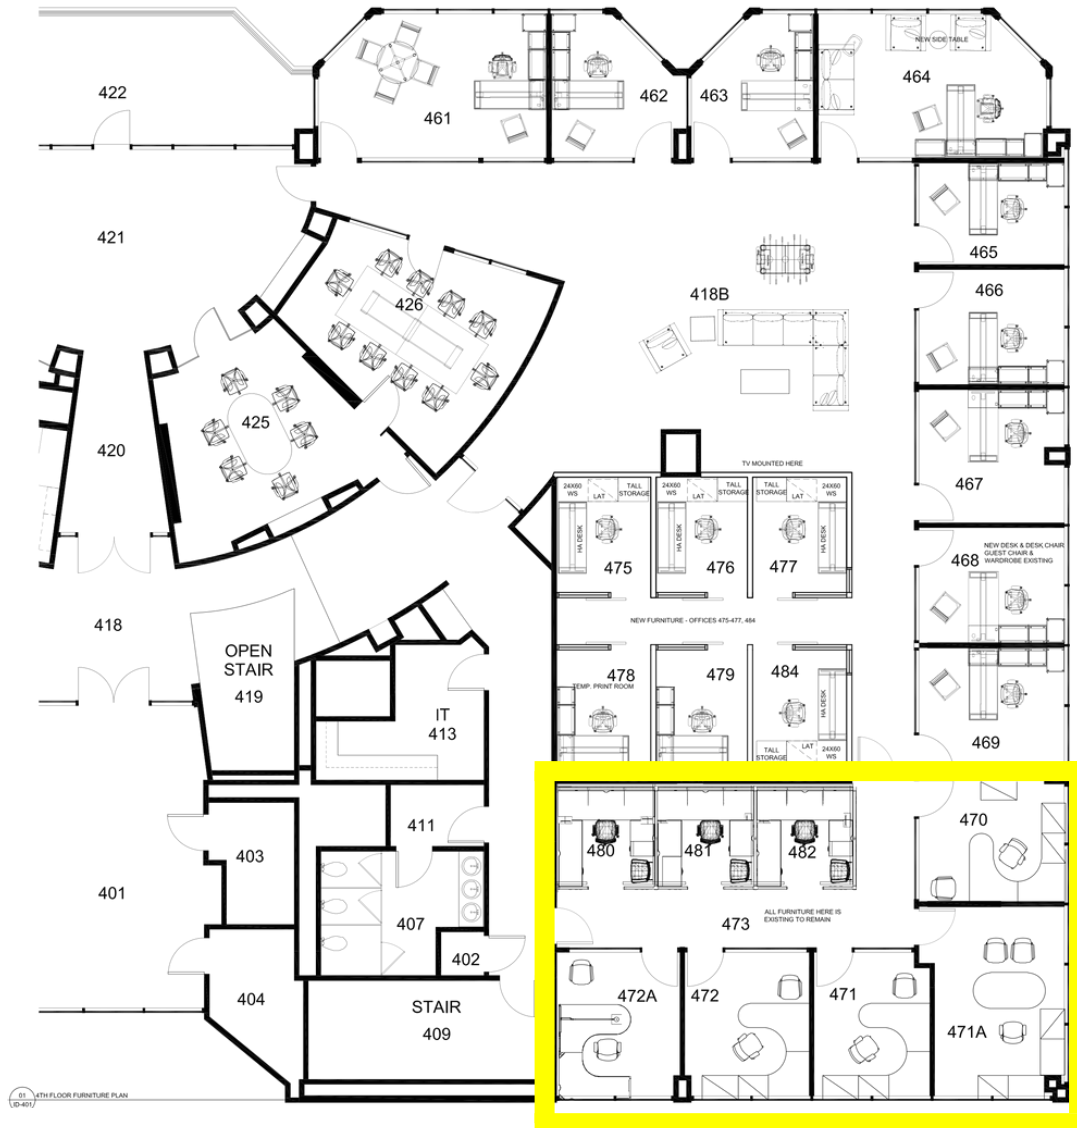 NEW SIDE TABLE
422
461
462
463
464
421
465
426
418B
466
425
420
TV MOUNTED HERE
467
24X60
WS
LAT
TALL
STORAGE
24X60
WS
LAT
TALL
STORAGE
TALL
STORAGE
LAT
24X60
WS
HA DESK
HA DESK
HA DESK
475
476
477
468
NEW DESK & DESK CHAIR
GUEST CHAIR &
WARDROBE EXISTING
418
NEW FURNITURE - OFFICES 475-477, 484
OPEN
STAIR
419
478
TEMP. PRINT ROOM
479
484
HA DESK
IT
413
469
TALL
STORAGE
LAT
24X60
WS
411
470
403
480
481
482
401
407
473
ALL FURNITURE HERE IS
EXISTING TO REMAIN
402
404
472A
472
471
471A
STAIR
409
01
ID-401
4TH FLOOR FURNITURE PLAN